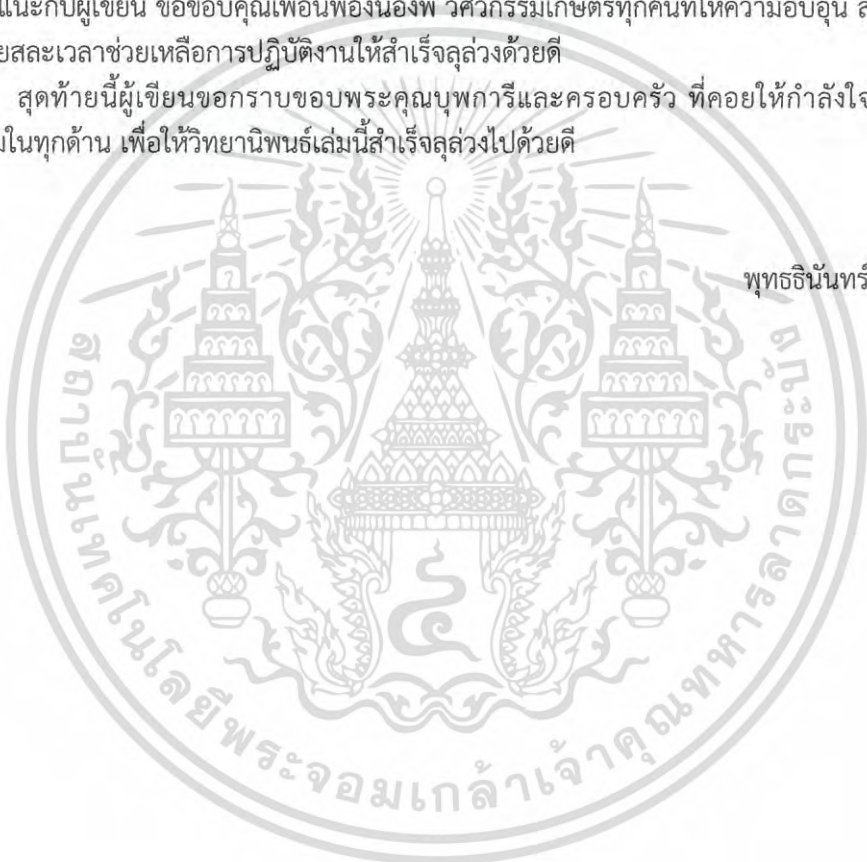 แนะกับผู้เขียน ขอขอบคุณเพื่อนพ้องน้องพี่ วิศวกรรมเกษตรทุกคนที่ให้ความอบอุ่น
ยสละเวลาช่วยเหลือการปฏิบัติงานให้สำเร็จลุล่วงด้วยดี
สุดท้ายนี้ผู้เขียนขอกราบขอบพระคุณบุพการีและครอบครัว ที่คอยให้กำลังใจ
มในทุกด้าน เพื่อให้วิทยานิพนธ์เล่มนี้สำเร็จลุล่วงไปด้วยดี
พุทธธินันทร์
สถาบันเทคโนโลยีพระจอมเกล้าเจ้าคุณทหารลาดกระบัง